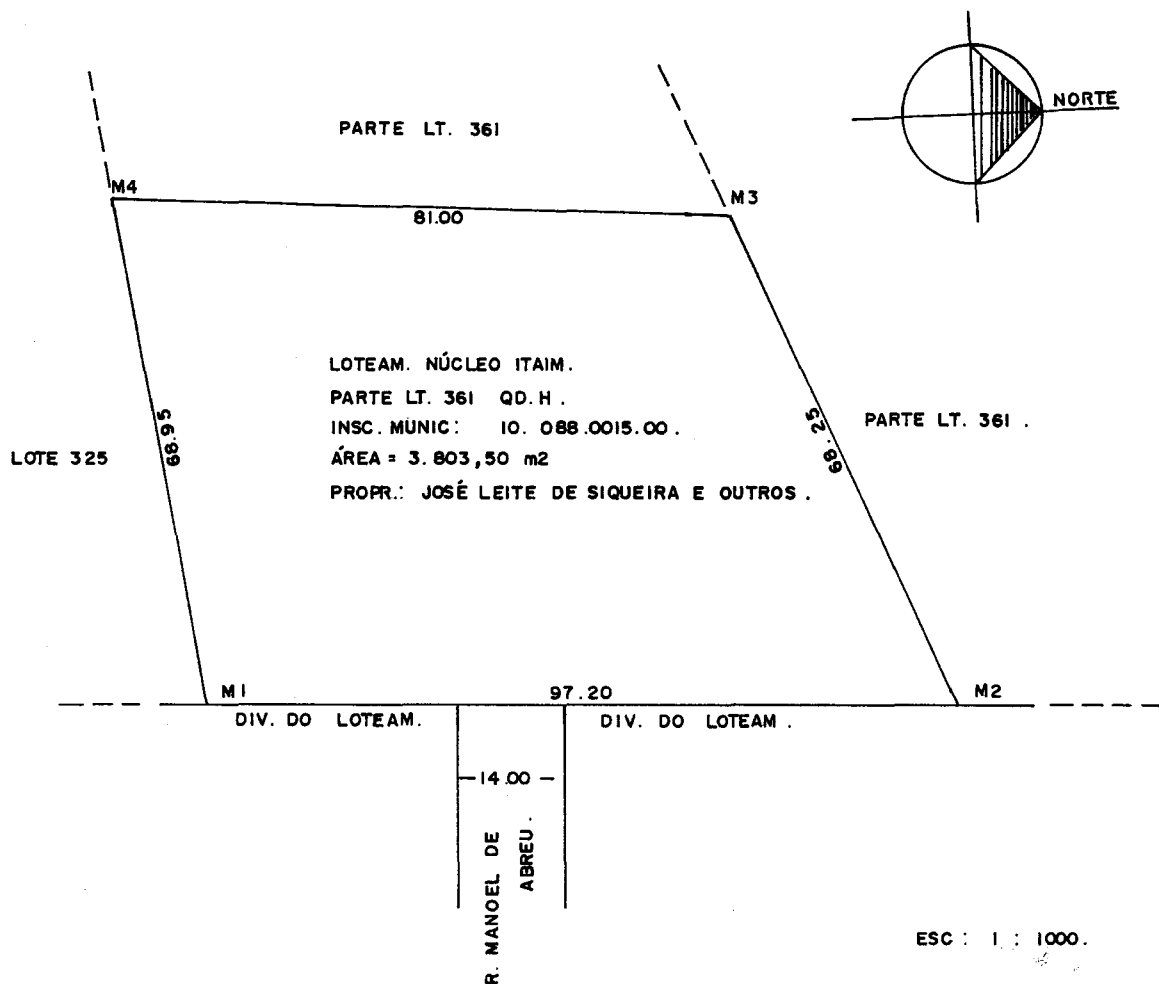 NORTE
PARTE LT. 361
M4
M3
81.00
LOTEAM. NÚCLEO ITAIM.
PARTE LT. 361 QD. H.
INSC. MUNIC: 10. 088.0015.00.
ÁREA = 3.803,50 m2
PROPR.: JOSÉ LEITE DE SIQUEIRA E OUTROS.
LOTE 325
68.95
68.25
PARTE LT. 361.
M1
97.20
M2
DIV. DO LOTEAM.
DIV. DO LOTEAM.
14.00
R. MANOEL DE
ABREU.
ESC: 1 : 1000.